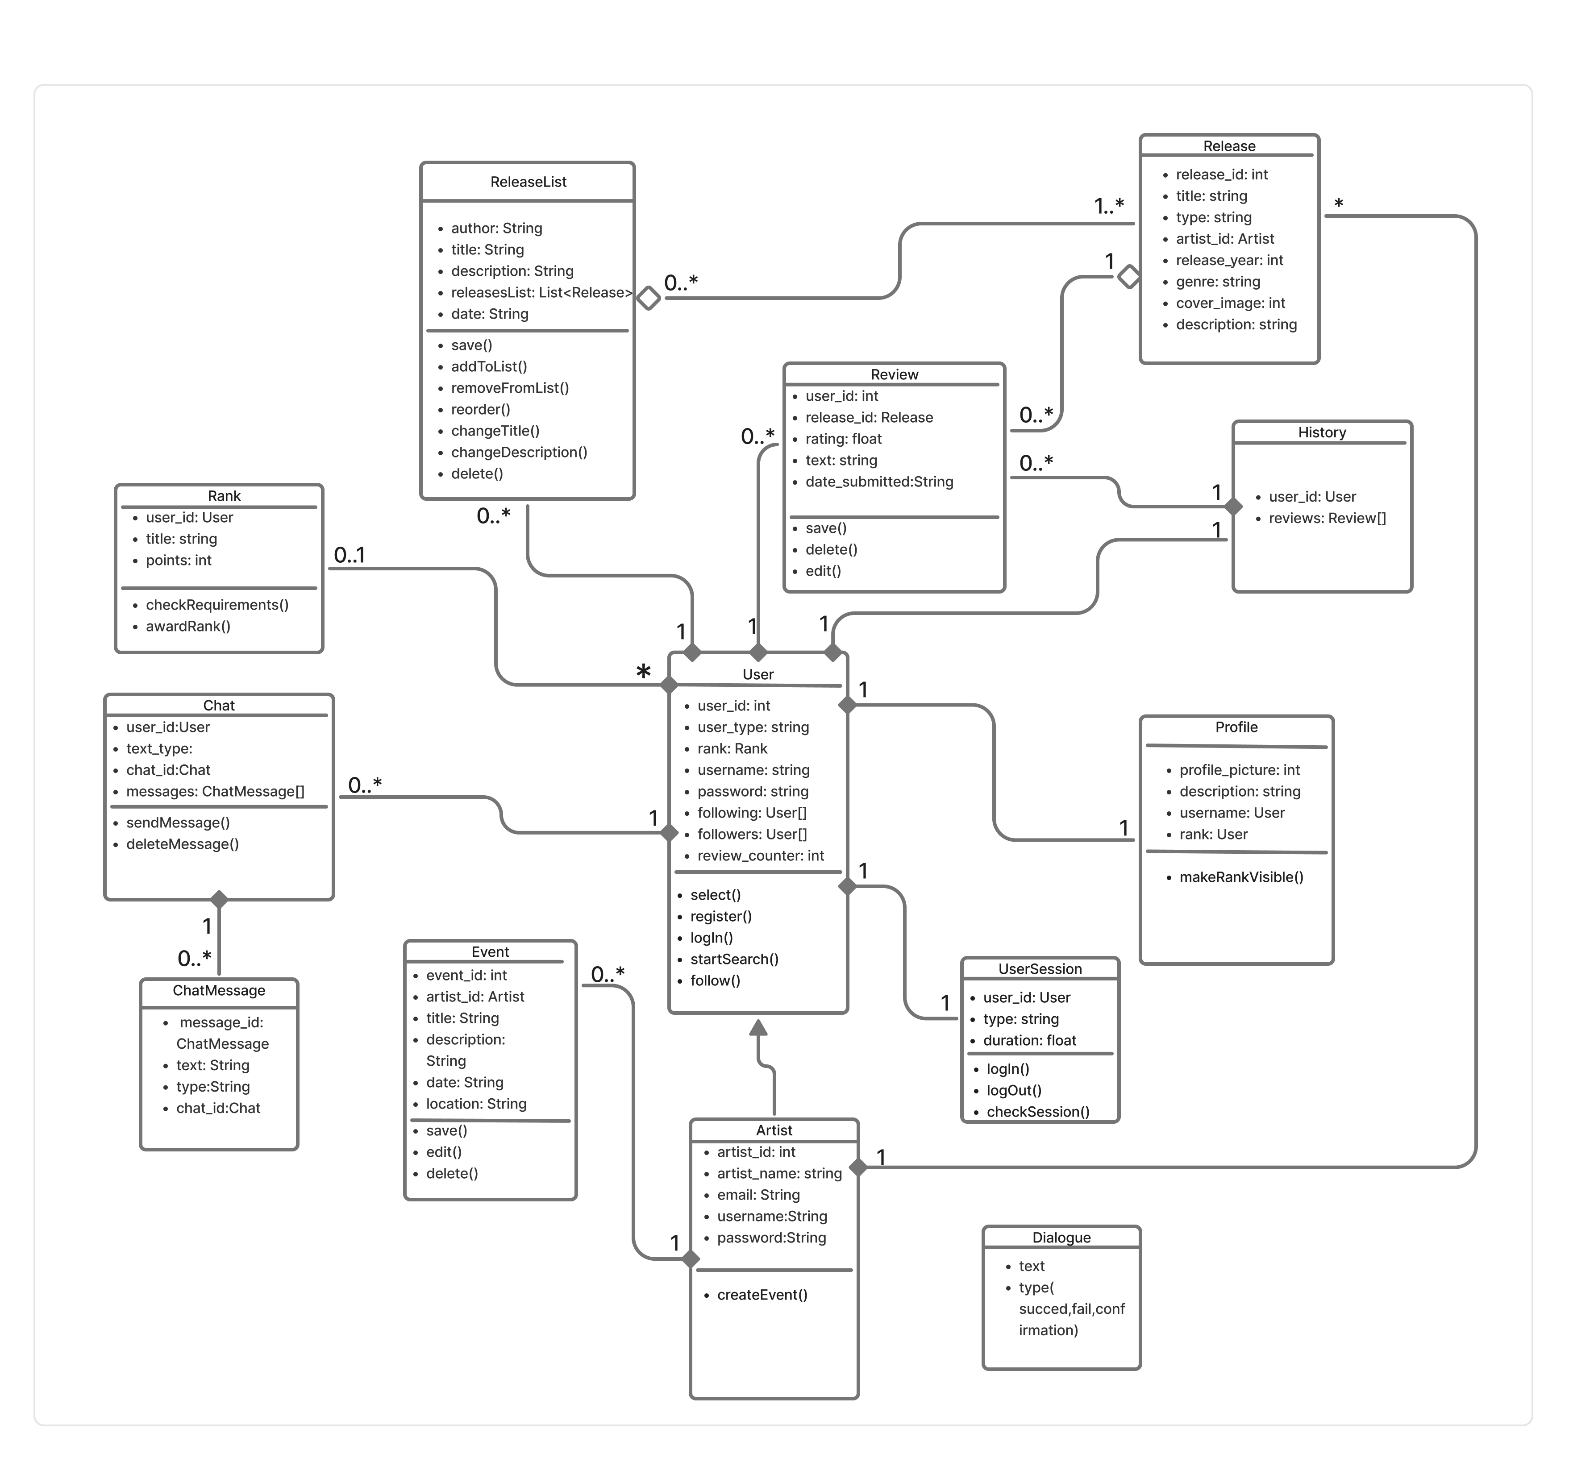 ReleaseList
author: String
title: String
description: String
releasesList: List<Release>
date: String
save()
addToList()
removeFromList()
reorder()
changeTitle()
changeDescription()
delete()
0..*
1..*
0..*
1
Release
release_id: int
title: string
type: string
artist_id: Artist
release_year: int
genre: string
cover_image: int
description: string
*
1
0..*
Review
user_id: int
release_id: Release
rating: float
text: string
date_submitted:String
save()
delete()
edit()
0..*
0..*
1
History
user_id: User
reviews: Review[]
1
1
1
Rank
user_id: User
title: string
points: int
checkRequirements()
awardRank()
0..1
*
User
user_id: int
user_type: string
rank: Rank
username: string
password: string
following: User[]
followers: User[]
review_counter: int
select()
register()
logIn()
startSearch()
follow()
Chat
user_id:User
text_type:
chat_id:Chat
messages: ChatMessage[]
sendMessage()
deleteMessage()
0..*
1
1
0..*
ChatMessage
message_id:
ChatMessage
text: String
type:String
chat_id:Chat
1
1
Profile
profile_picture: int
description: string
username: User
rank: User
makeRankVisible()
1
1
UserSession
user_id: User
type: string
duration: float
logIn()
logOut()
checkSession()
Event
event_id: int
artist_id: Artist
title: String
description:
String
date: String
location: String
save()
edit()
delete()
0..*
1
Artist
artist_id: int
artist_name: string
email: String
username:String
password:String
createEvent()
1
Dialogue
text
type(
succed,fail,conf
irmation)